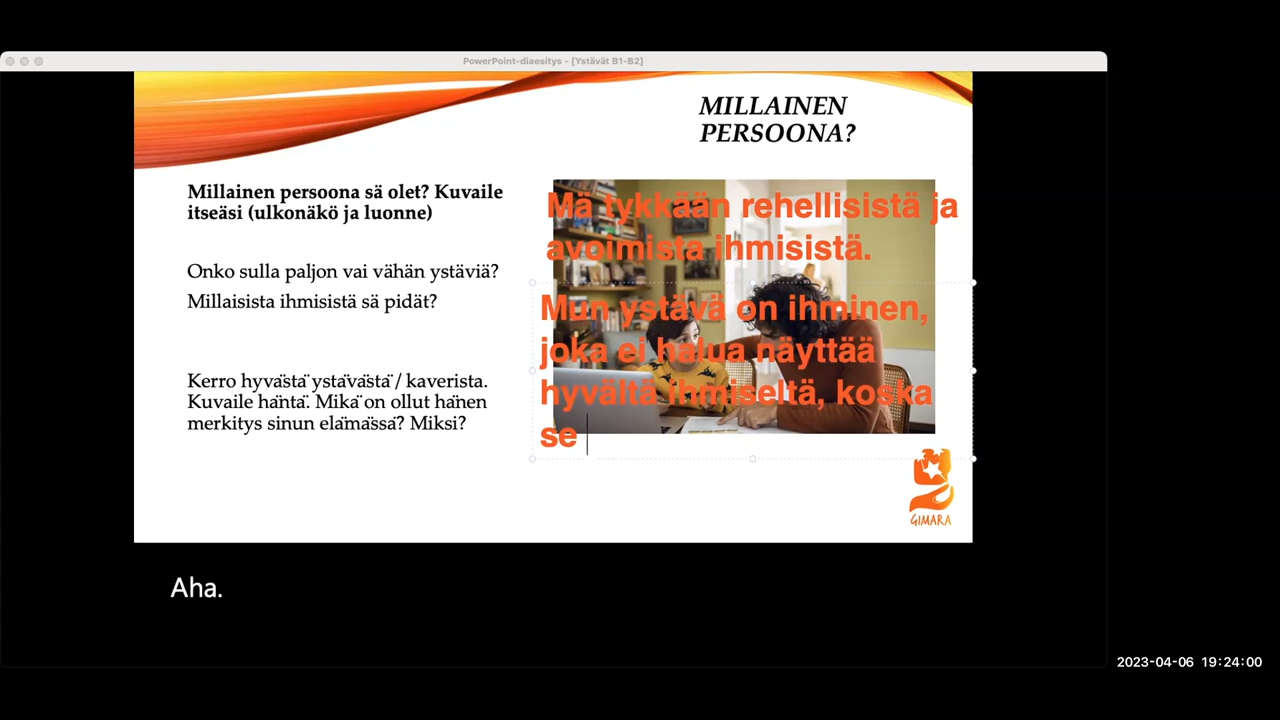 PowerPoint-diaesitys - [Ystävät B1-B2]
MILLAINEN
PERSOONA?
Millainen persoona sä olet? Kuvaile
itseäsi (ulkonäkö ja luonne)
Onko sulla paljon vai vähän ystäviä?
Millaisista ihmisistä sä pidät?
Kerro hyvästä ystävästä / kaverista.
Kuvaile häntä. Mikä on ollut hänen
merkitys sinun elämässä? Miksi?
Mä tykkään rehellisistä ja
avoimista ihmisistä.
Mun ystävä on ihminen,
joka ei halua näyttää
hyvältä ihmiseltä, koska
se
GIMARA
Aha.
2023-04-06 19:24:00